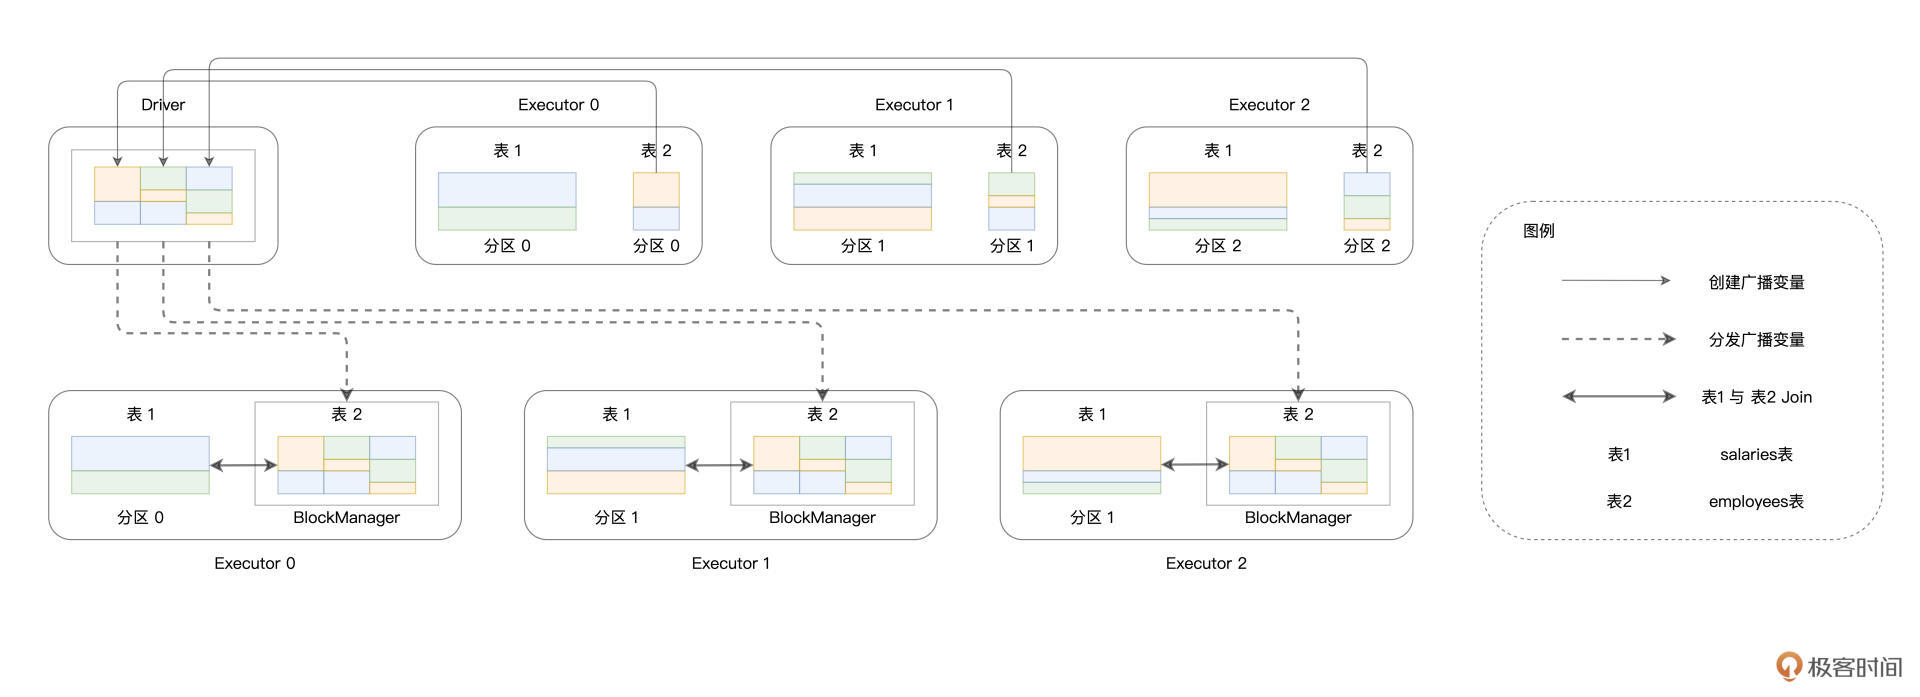 Driver
Executor 0
Executor 1
Executor 2
表 1
表 2
表 1
表 2
表 1
表 2
分区 0
分区 0
分区 1
分区 1
分区 2
分区 2
表 1
表 2
表 1
表 2
表 1
表 2
分区 0
BlockManager
分区 1
BlockManager
分区 1
BlockManager
Executor 0
Executor 1
Executor 2
图例
创建广播变量
分发广播变量
表1 与 表2 Join
表1
salaries表
表2
employees表
极客时间